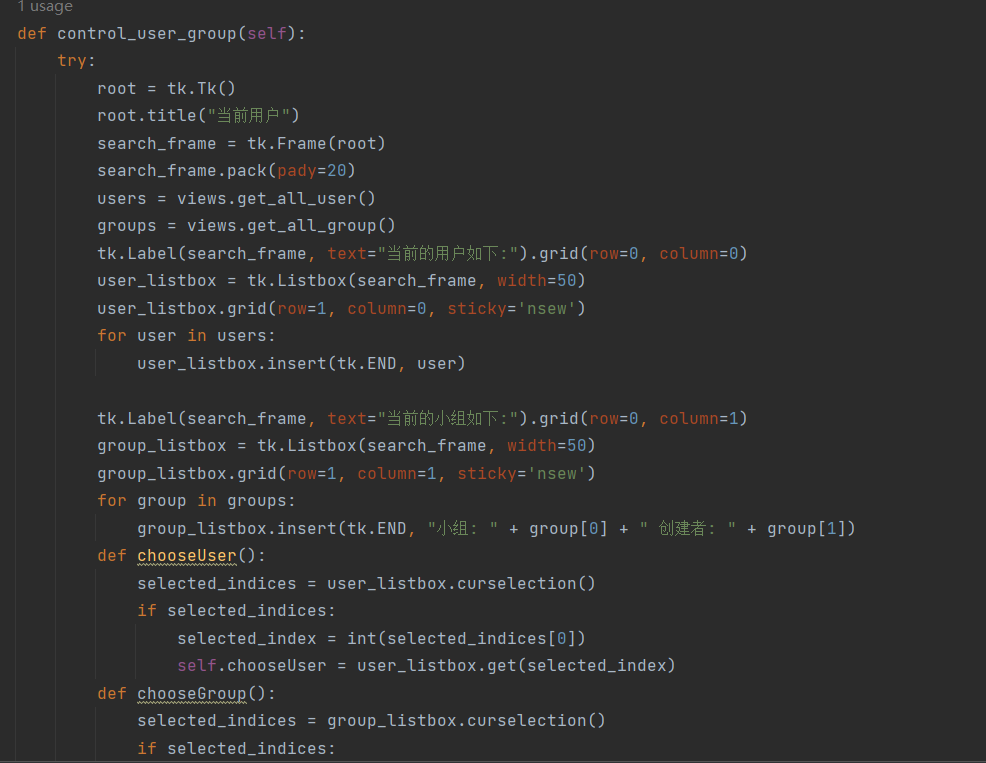 1 usage
def control_user_group(self):
    try:
        root = tk.Tk()
        root.title("当前用户")
        search_frame = tk.Frame(root)
        search_frame.pack(pady=20)
        users = views.get_all_user()
        groups = views.get_all_group()
        tk.Label(search_frame, text="当前的用户如下:").grid(row=0, column=0)
        user_listbox = tk.Listbox(search_frame, width=50)
        user_listbox.grid(row=1, column=0, sticky='nsew')
        for user in users:
            user_listbox.insert(tk.END, user)

        tk.Label(search_frame, text="当前的小组如下:").grid(row=0, column=1)
        group_listbox = tk.Listbox(search_frame, width=50)
        group_listbox.grid(row=1, column=1, sticky='nsew')
        for group in groups:
            group_listbox.insert(tk.END, "小组: " + group[0] + " 创建者: " + group[1])
        def chooseUser():
            selected_indices = user_listbox.curselection()
            if selected_indices:
                selected_index = int(selected_indices[0])
                self.chooseUser = user_listbox.get(selected_index)
        def chooseGroup():
            selected_indices = group_listbox.curselection()
            if selected_indices: